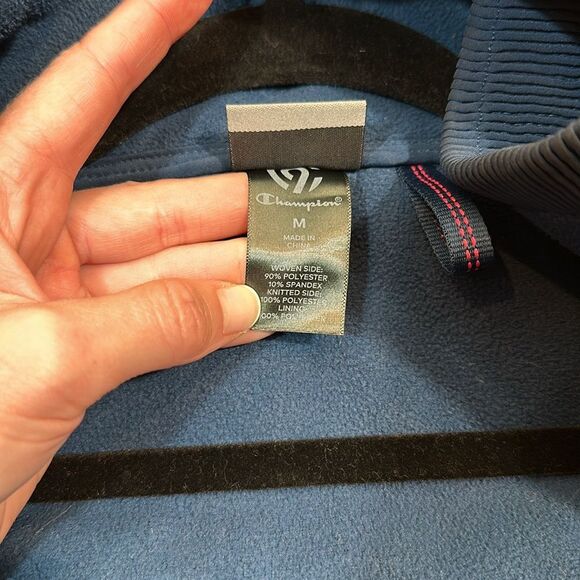 Champion®
M
MADE IN
CHINA
WOVEN SIDE:
90% POLYESTER
10% SPANDEX
KNITTED SIDE:
100% POLYESTER
LINING: